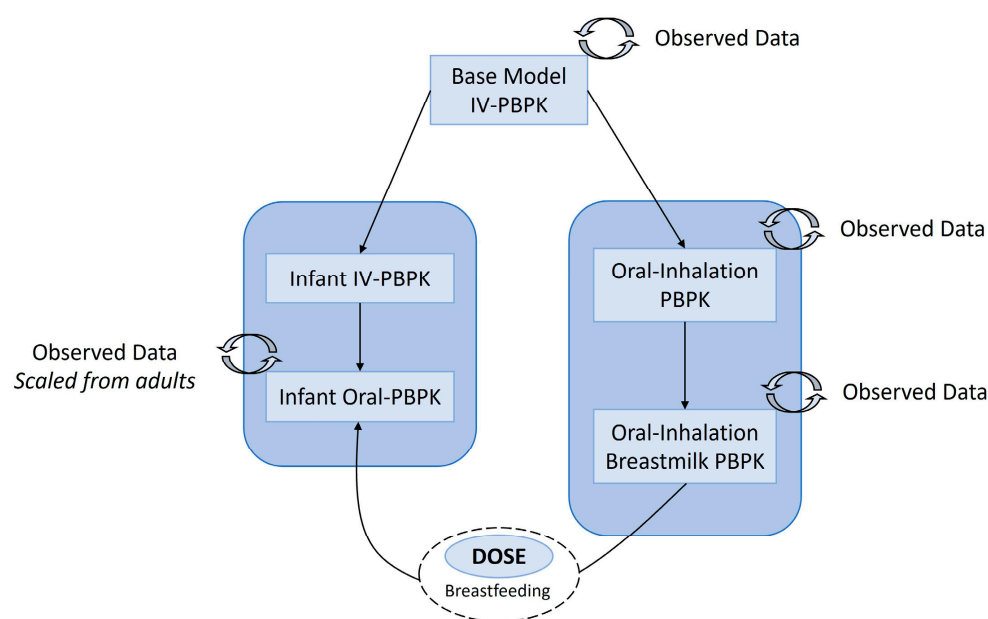 Observed Data
Base Model
IV-PBPK
Observed Data
Infant IV-PBPK
Oral-Inhalation
PBPK
Observed Data
Scaled from adults
Infant Oral-PBPK
Observed Data
Oral-Inhalation
Breastmilk PBPK
DOSE
Breastfeeding